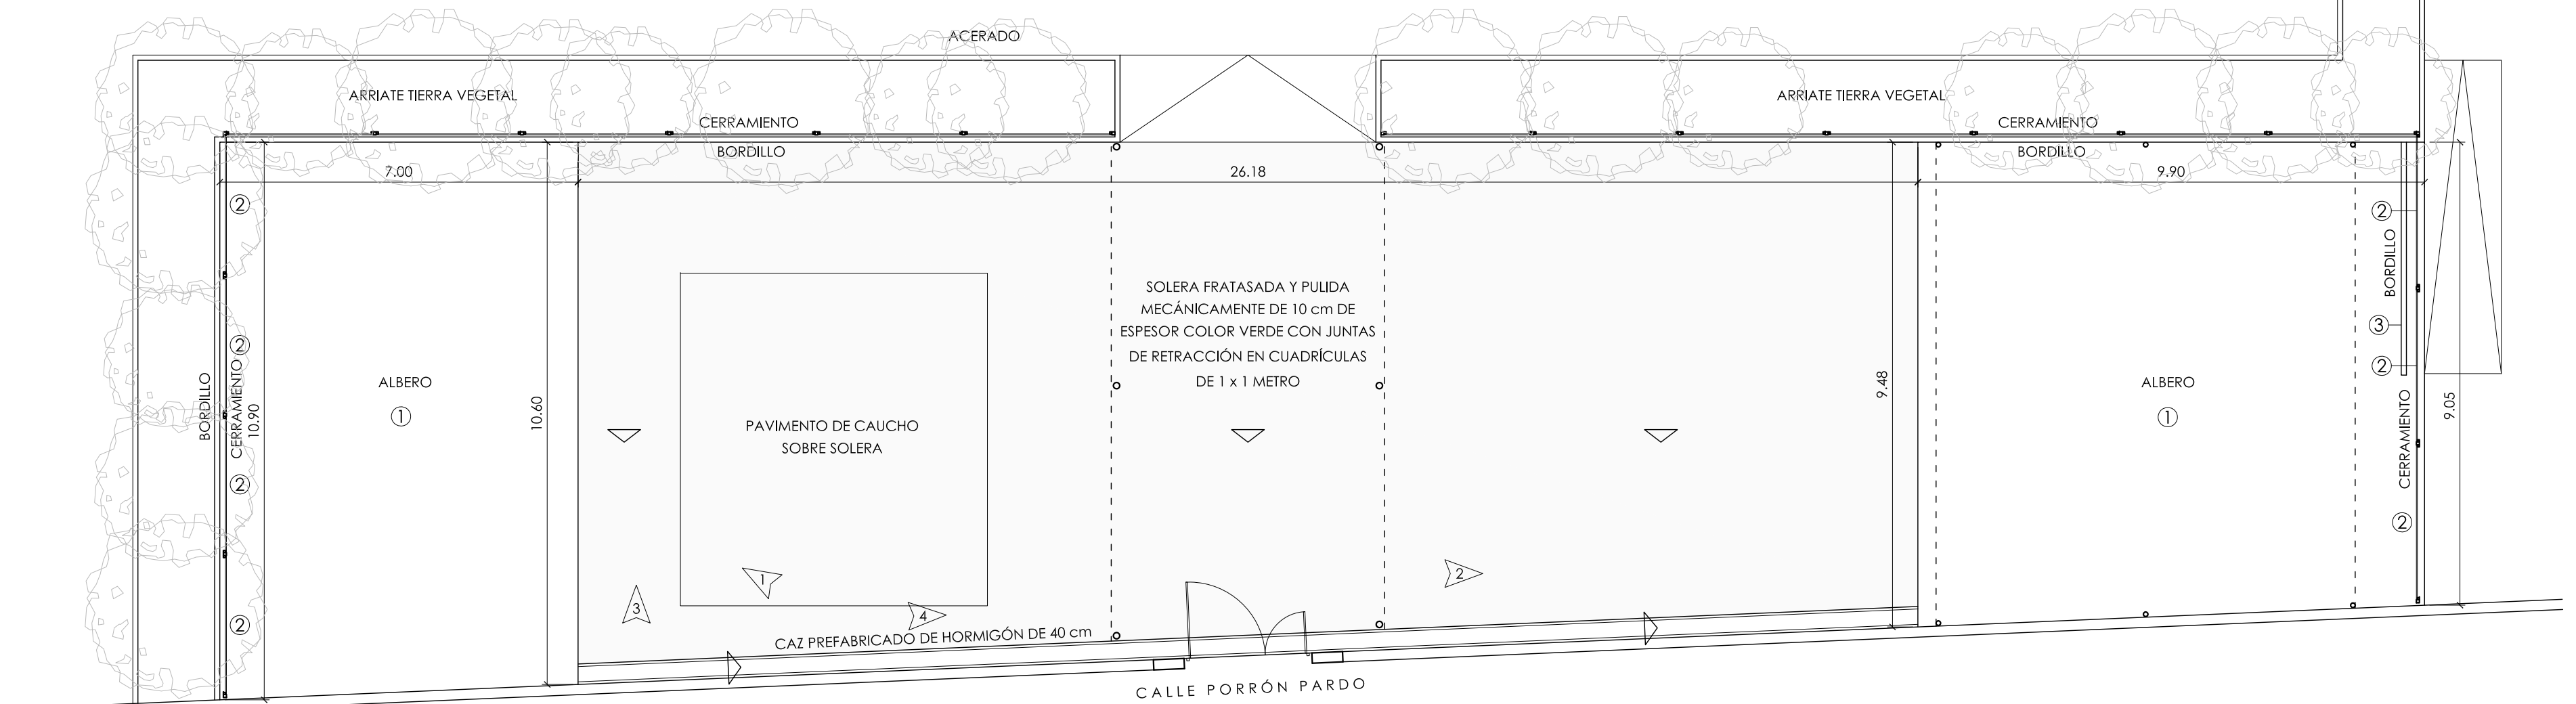 ACERADO
ARRIATE TIERRA VEGETAL
ARRIATE TIERRA VEGETAL
CERRAMIENTO
CERRAMIENTO
BORDILLO
BORDILLO
7.00
26.18
9.90
2
2
2
2
BORDILLO
CERRAMIENTO
10.90
ALBERO
1
10.60
PAVIMENTO DE CAUCHO
SOBRE SOLERA
SOLERA FRATASADA Y PULIDA
MECÁNICAMENTE DE 10 cm DE
ESPESOR COLOR VERDE CON JUNTAS
DE RETRACCIÓN EN CUADRÍCULAS
DE 1 x 1 METRO
9.48
ALBERO
1
2
BORDILLO
3
2
CERRAMIENTO
2
9.05
1
3
4
2
CAZ PREFABRICADO DE HORMIGÓN DE 40 cm
CALLE PORRÓN PARDO